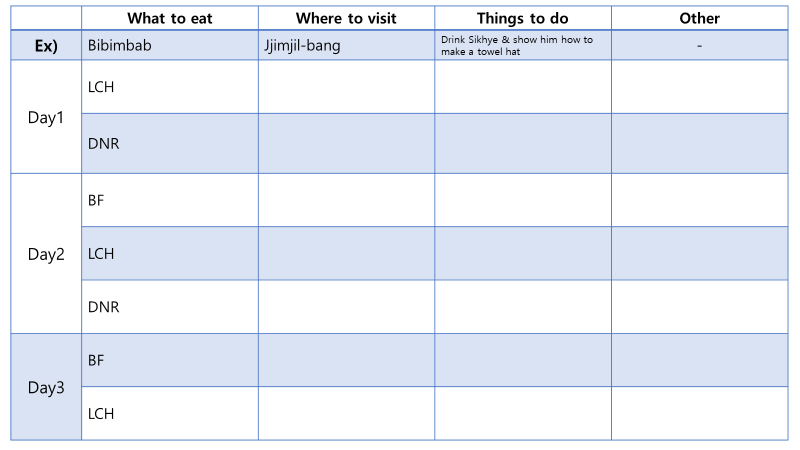 What to eat Where to visit Things to do Other
Ex) Bibimbab Jjimjil-bang Drink Sikhye & show him how to
make a towel hat -
Day1
LCH
DNR
Day2
BF
LCH
DNR
Day3
BF
LCH